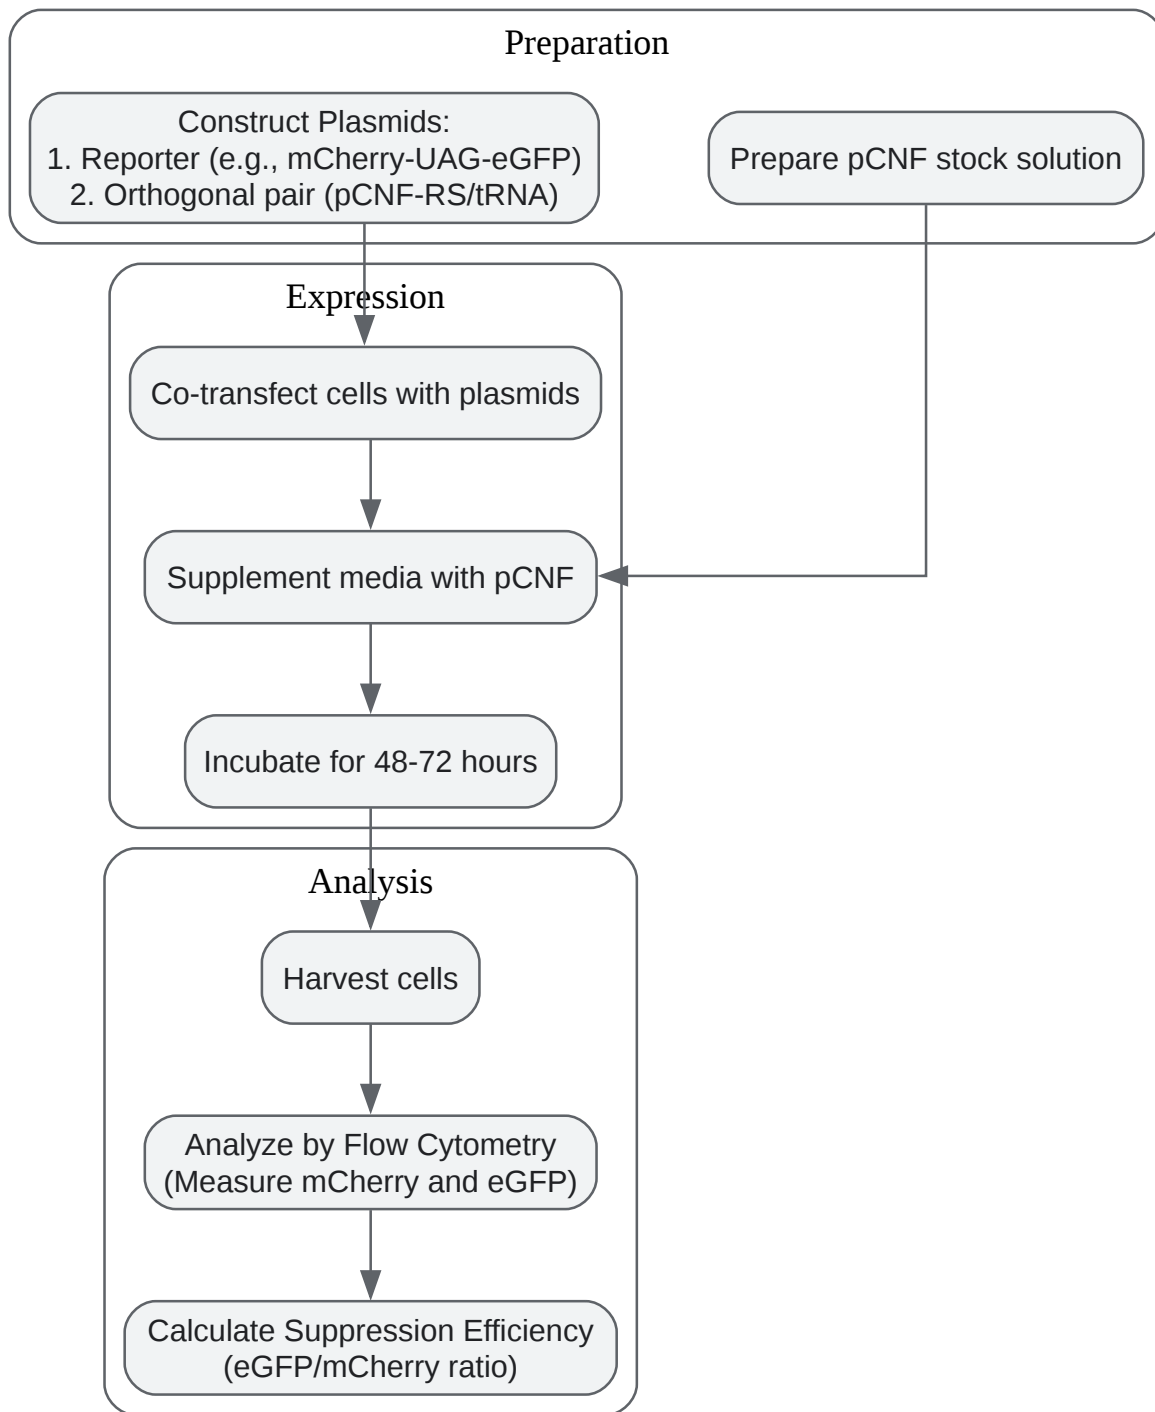 Preparation
Construct Plasmids:
1. Reporter (e.g., mCherry-UAG-eGFP)
2. Orthogonal pair (pCNF-RS/tRNA)
Prepare pCNF stock solution
Expression
Co-transfect cells with plasmids
Supplement media with pCNF
Incubate for 48-72 hours
Analysis
Harvest cells
Analyze by Flow Cytometry
(Measure mCherry and eGFP)
Calculate Suppression Efficiency
(eGFP/mCherry ratio)